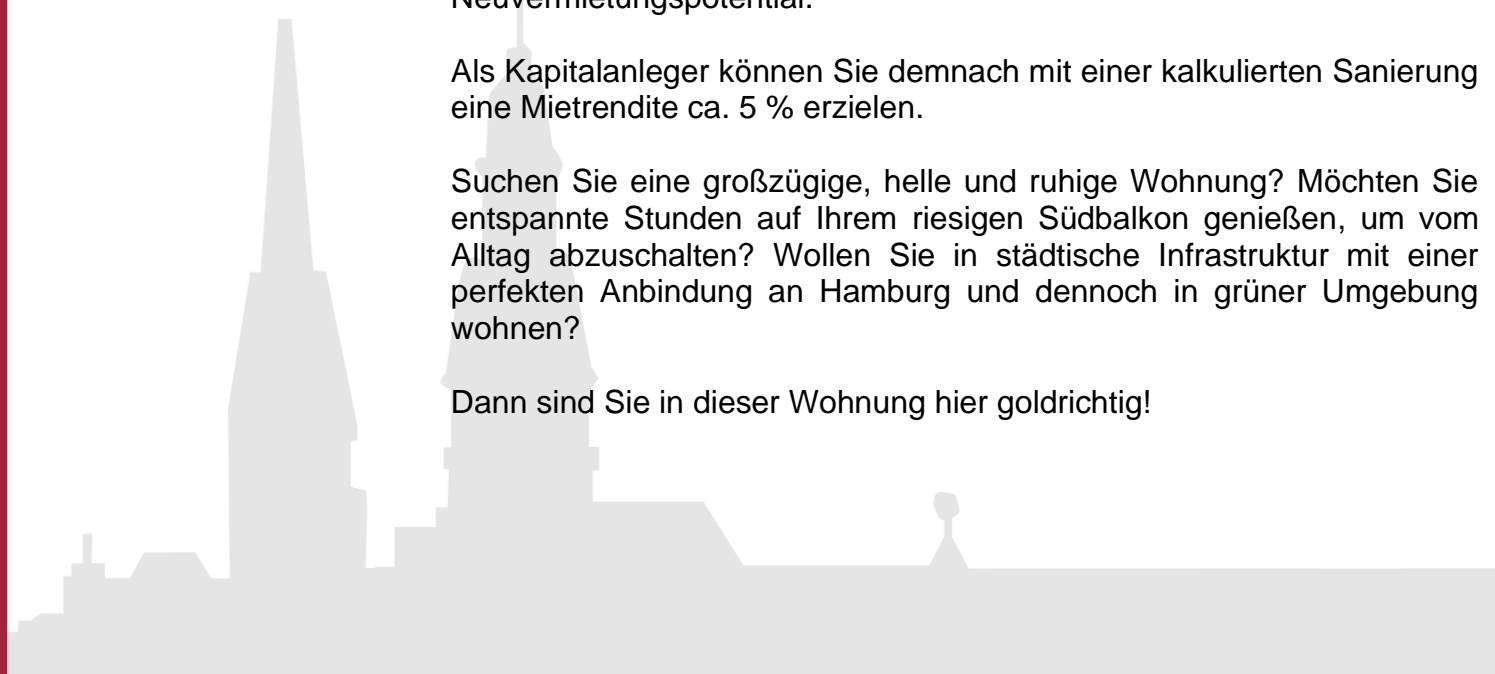 Neuvermietungspotential.
Als Kapitalanleger können Sie demnach mit einer kalkulierten Sanierung
eine Mietrendite ca. 5 % erzielen.
Suchen Sie eine großzügige, helle und ruhige Wohnung? Möchten Sie
entspannte Stunden auf Ihrem riesigen Südbalkon genießen, um vom
Alltag abzuschalten? Wollen Sie in städtische Infrastruktur mit einer
perfekten Anbindung an Hamburg und dennoch in grüner Umgebung
wohnen?
Dann sind Sie in dieser Wohnung hier goldrichtig!